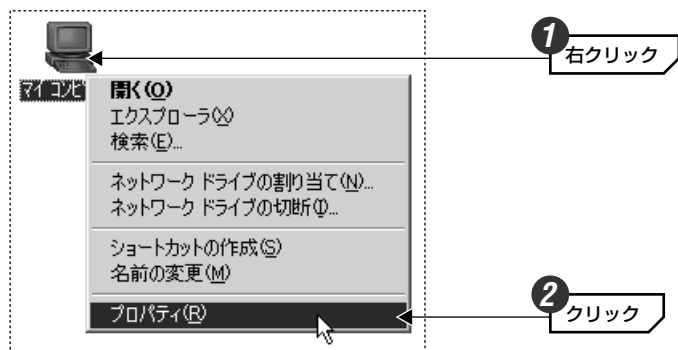 1
右クリック
マイ コンピ
開く(O)
エクスプローラ(X)
検索(E)...
ネットワーク ドライブの割り当て(N)...
ネットワーク ドライブの切断(I)...
ショートカットの作成(S)
名前の変更(M)
プロパティ(R)
2
クリック